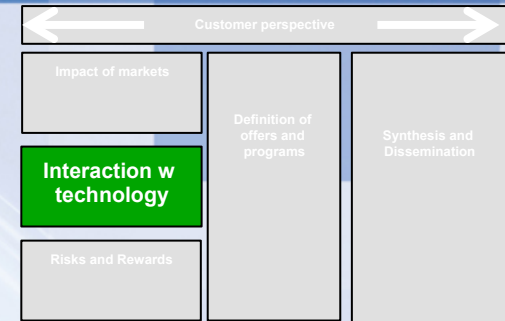 Customer perspective
Impact of markets
Definition of
offers and
programs
Synthesis and
Dissemination
Interaction w
technology
Risks and Rewards